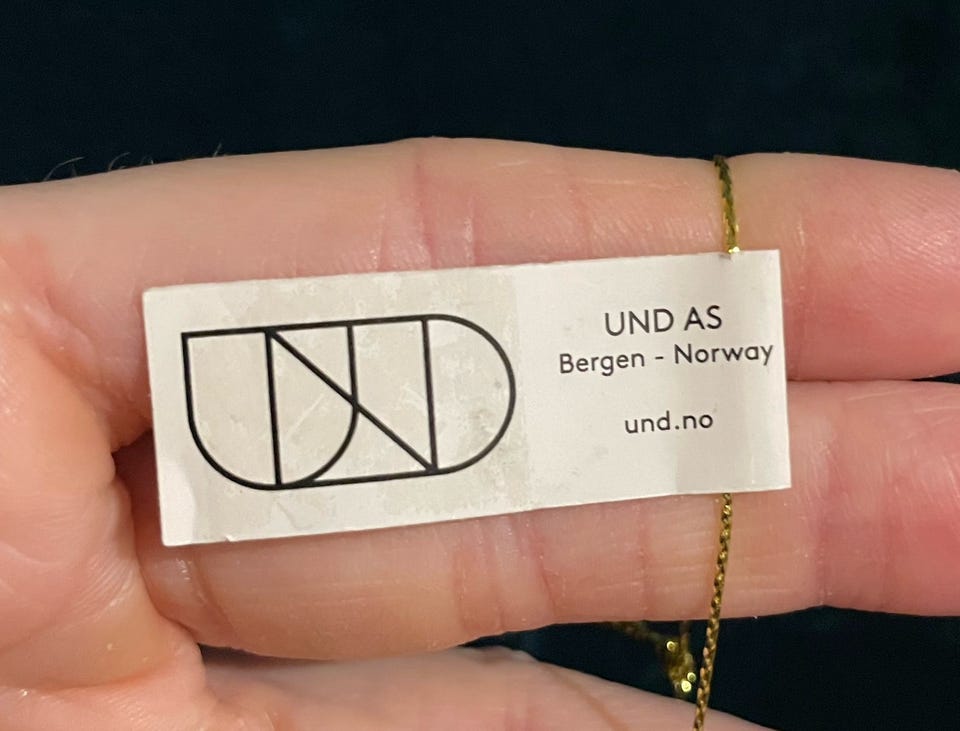 UND
UND AS
Bergen - Norway
und.no